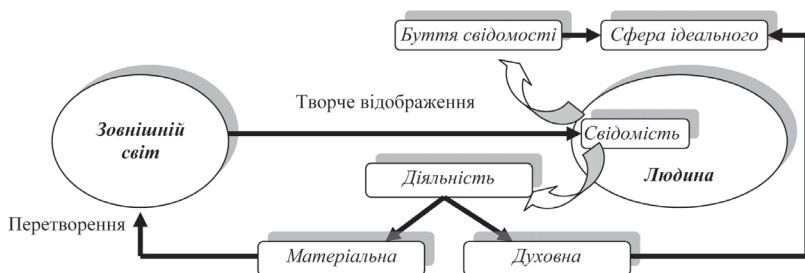 Буття свідомості
Сфера ідеального
Творче відображення
Зовнішній
світ
Свідомість
Людина
Діяльність
Перетворення
Матеріальна
Духовна